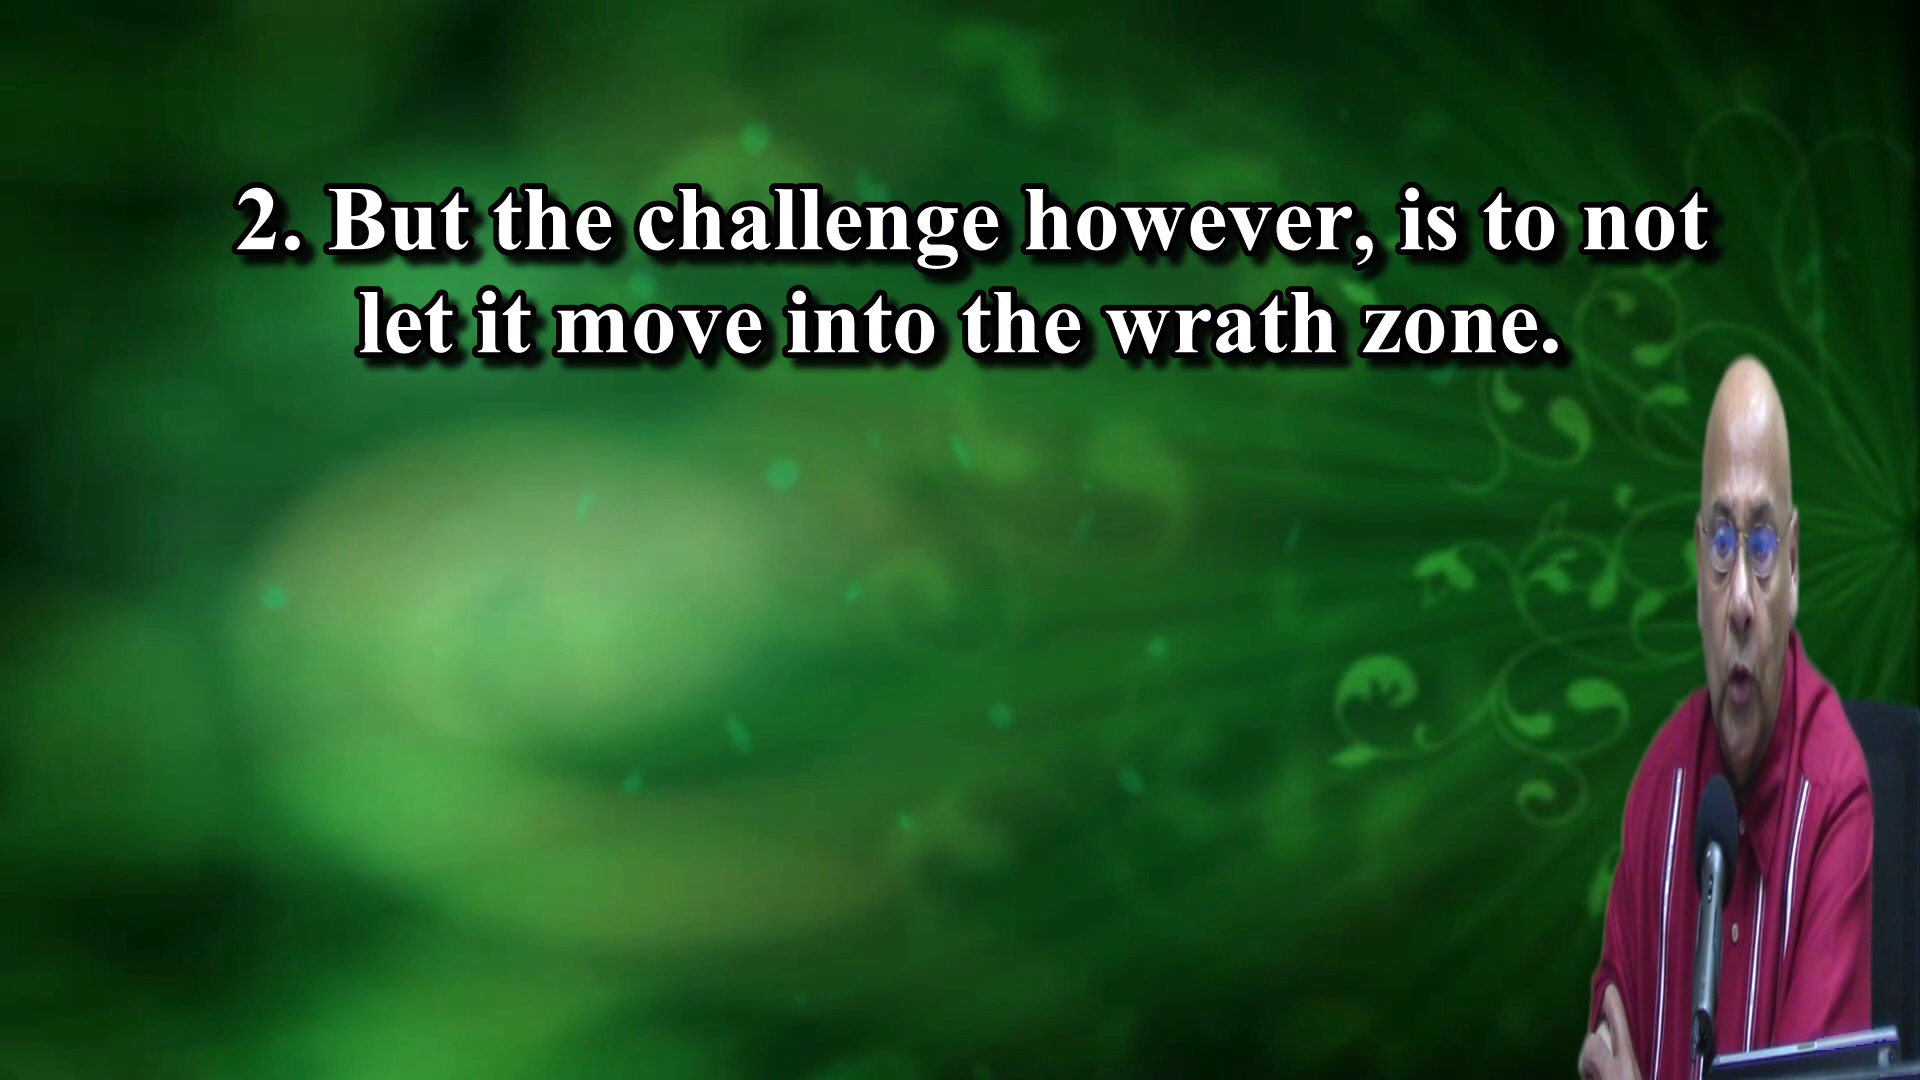 2. But the challenge however, is to not
let it move into the wrath zone.